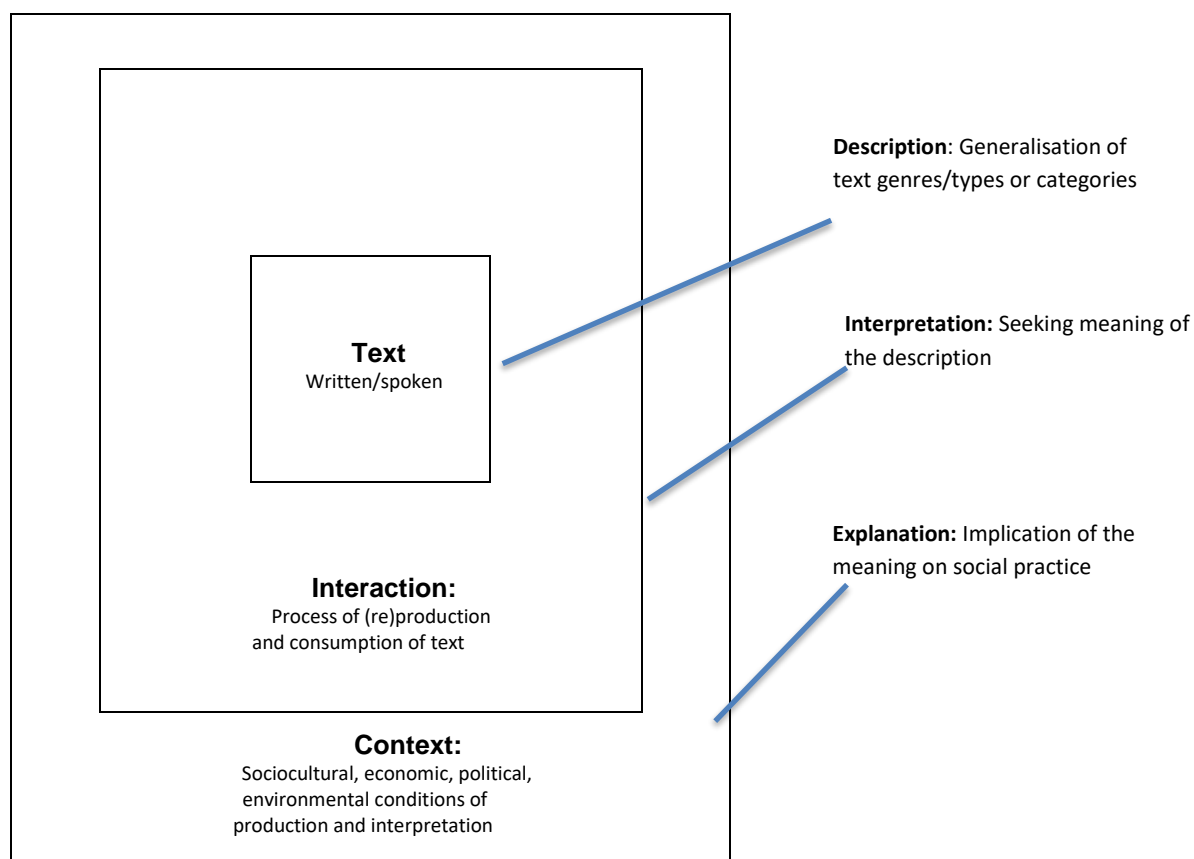 Description: Generalisation of
text genres/types or categories
Interpretation: Seeking meaning of
the description
Text
Written/spoken
Explanation: Implication of the
meaning on social practice
Interaction:
Process of (re)production
and consumption of text
Context:
Sociocultural, economic, political,
environmental conditions of
production and interpretation